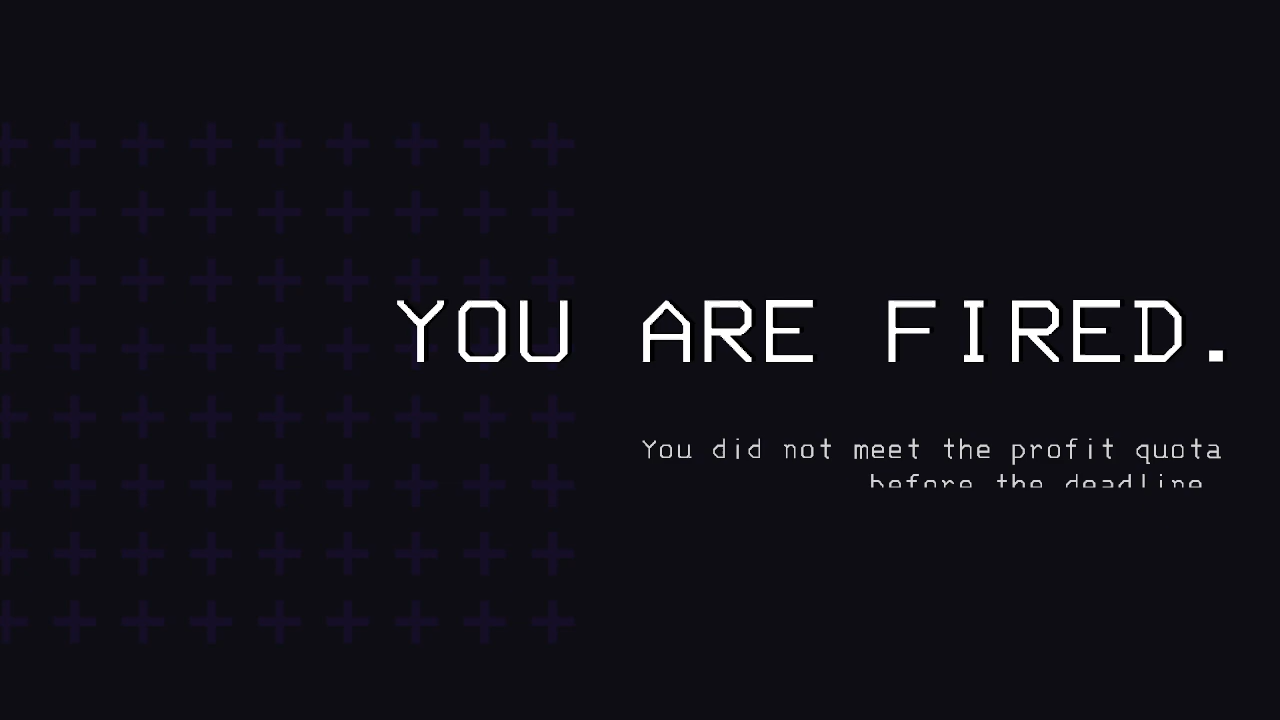 YOU ARE FIRED.
You did not meet the profit quota
before the deadline